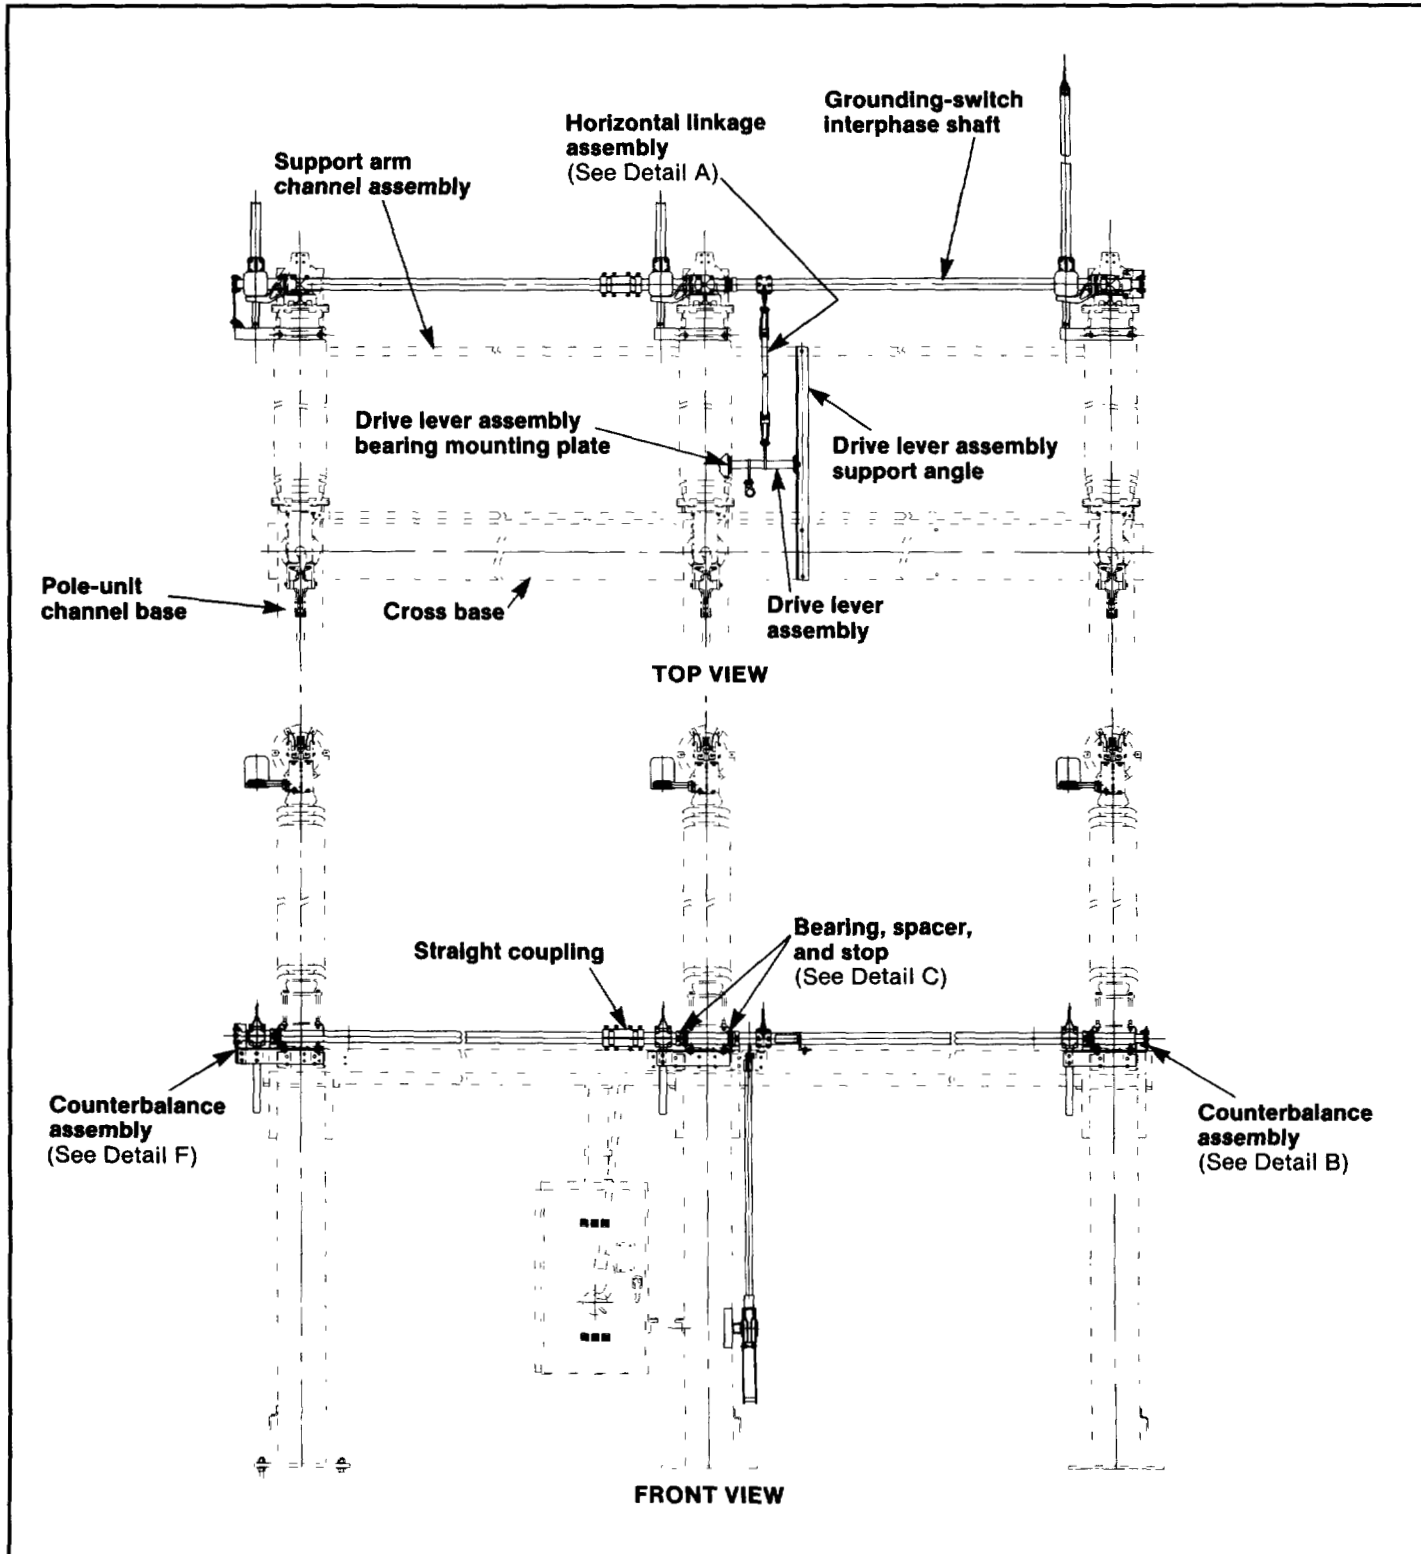 Grounding-switch
interphase shaft
Horizontal linkage
assembly
(See Detail A)
Support arm
channel assembly
Drive lever assembly
bearing mounting plate
Drive lever assembly
support angle
Pole-unit
channel base
Cross base
Drive lever
assembly
TOP VIEW
Bearing, spacer,
and stop
(See Detail C)
Straight coupling
Counterbalance
assembly
(See Detail F)
Counterbalance
assembly
(See Detail B)
FRONT VIEW